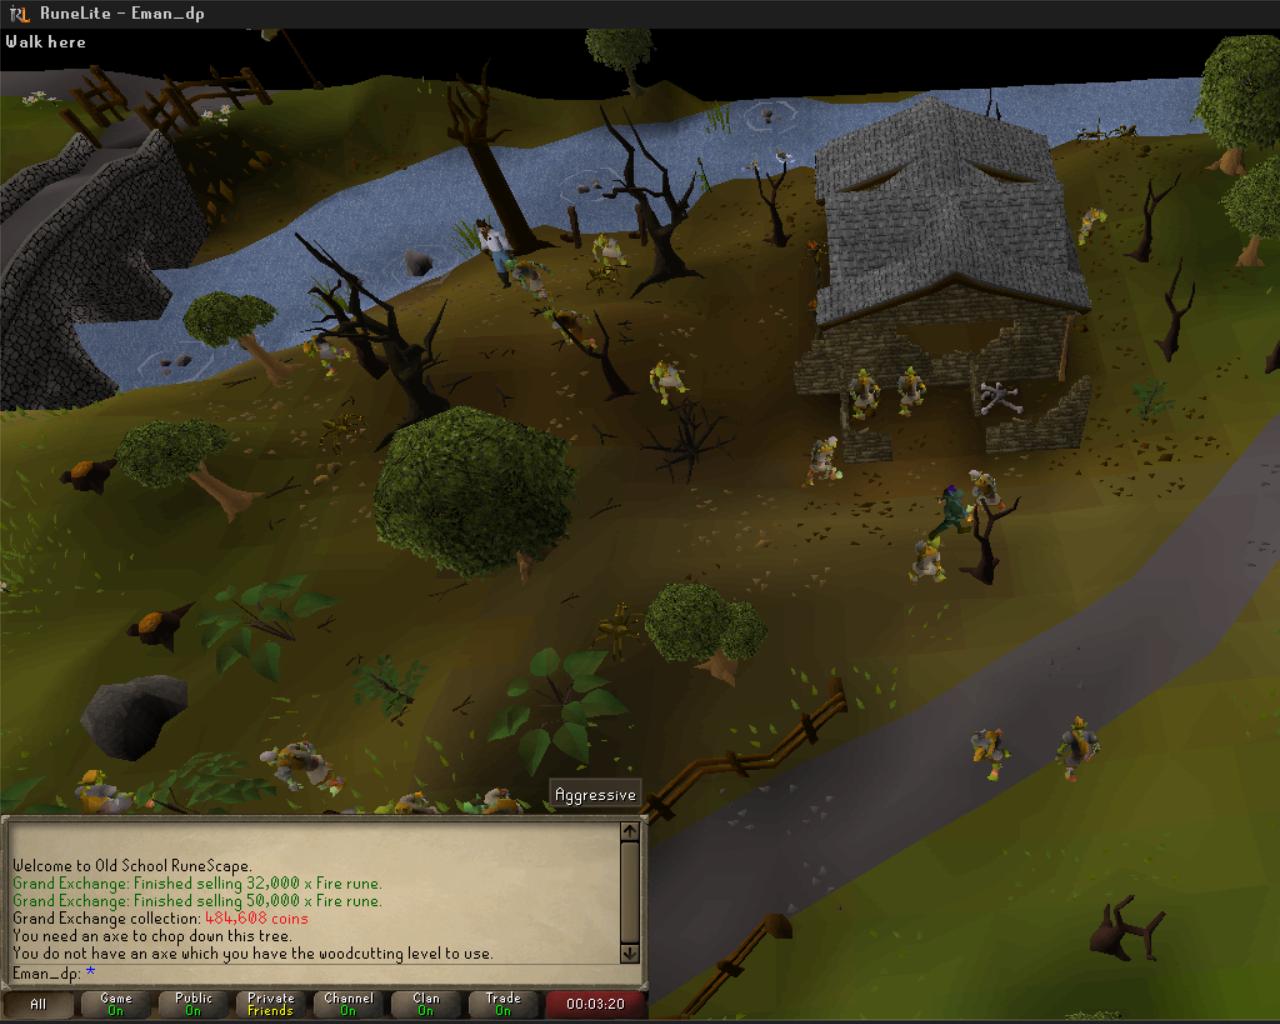 RuneLite - Eman_dp
Walk here
Aggressive
Welcome to Old School RuneScape.
Grand Exchange: Finished selling 32,000 x Fire rune.
Grand Exchange: Finished selling 50,000 x Fire rune.
Grand Exchange collection: 484,608 coins
You need an axe to chop down this tree.
You do not have an axe which you have the woodcutting level to use.
Eman_dp: *
All Game Public Private Channel Clan Trade 00:03:20
On On Friends On On On